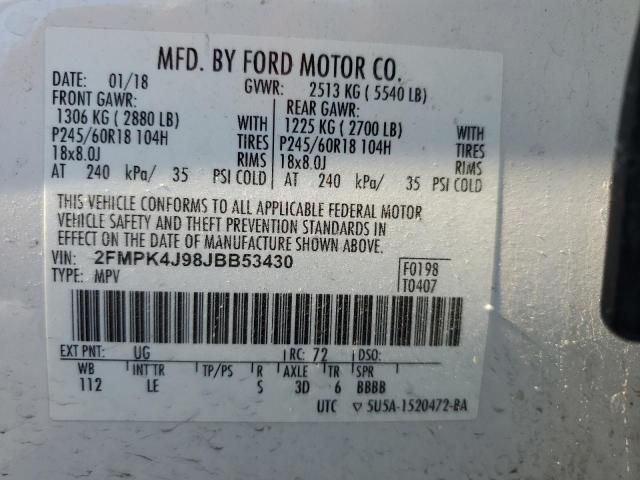 MFD. BY FORD MOTOR CO.
DATE: 01/18 GVWR: 2513 KG ( 5540 LB)
FRONT GAWR: REAR GAWR:
1306 KG ( 2880 LB) WITH 1225 KG ( 2700 LB) WITH
P245/60R18 104H TIRES P245/60R18 104H TIRES
18x8.0J RIMS 18x8.0J RIMS
AT 240 kPa/ 35 PSI COLD AT 240 kPa/ 35 PSI COLD
THIS VEHICLE CONFORMS TO ALL APPLICABLE FEDERAL MOTOR
VEHICLE SAFETY AND THEFT PREVENTION STANDARDS IN
EFFECT ON THE DATE OF MANUFACTURE SHOWN ABOVE.
VIN: 2FMPK4J98JBB53430 F0198
TYPE: MPV T0407
EXT PNT: UG RC: 72 DSO:
WB INT TR TP/PS R AXLE TR SPR
112 LE S 3D 6 BBBB
UTC 5U5A-1520472-BA